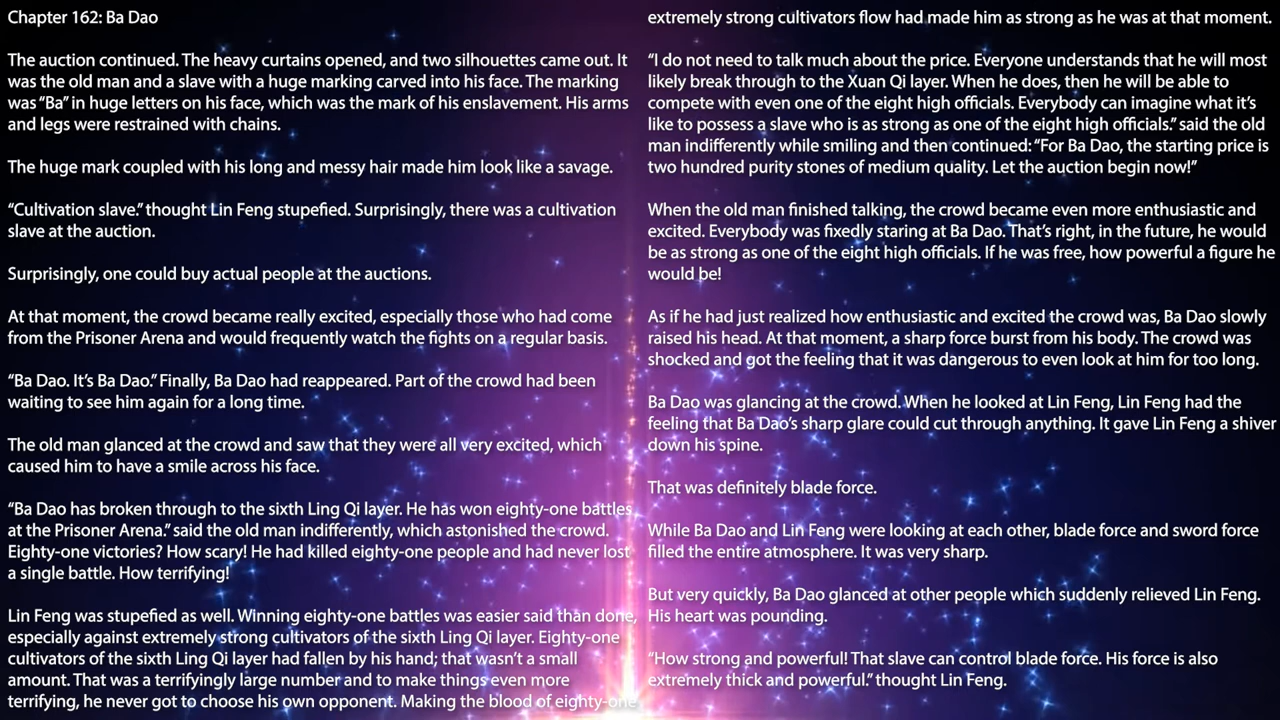 Chapter 162: Ba Dao
The auction continued. The heavy curtains opened, and two silhouettes came out. It
was the old man and a slave with a huge marking carved into his face. The marking
was “Ba” in huge letters on his face, which was the mark of his enslavement. His arms
and legs were restrained with chains.
The huge mark coupled with his long and messy hair made him look like a savage.
“Cultivation slave.” thought Lin Feng stupefied. Surprisingly, there was a cultivation
slave at the auction.
Surprisingly, one could buy actual people at the auctions.
At that moment, the crowd became really excited, especially those who had come
from the Prisoner Arena and would frequently watch the fights on a regular basis.
“Ba Dao. It’s Ba Dao.” Finally, Ba Dao had reappeared. Part of the crowd had been
waiting to see him again for a long time.
The old man glanced at the crowd and saw that they were all very excited, which
caused him to have a smile across his face.
“Ba Dao has broken through to the sixth Ling Qi layer. He has won eighty-one battles
at the Prisoner Arena.” said the old man indifferently, which astonished the crowd.
Eighty-one victories? How scary! He had killed eighty-one people and had never lost
a single battle. How terrifying!
Lin Feng was stupefied as well. Winning eighty-one battles was easier said than done,
especially against extremely strong cultivators of the sixth Ling Qi layer. Eighty-one
cultivators of the sixth Ling Qi layer had fallen by his hand; that wasn’t a small
amount. That was a terrifyingly large number and to make things even more
terrifying, he never got to choose his own opponent. Making the blood of eighty-one
extremely strong cultivators flow had made him as strong as he was at that moment.
“I do not need to talk much about the price. Everyone understands that he will most
likely break through to the Xuan Qi layer. When he does, then he will be able to
compete with even one of the eight high officials. Everybody can imagine what it’s
like to possess a slave who is as strong as one of the eight high officials.” said the old
man indifferently while smiling and then continued: “For Ba Dao, the starting price is
two hundred purity stones of medium quality. Let the auction begin now!”
When the old man finished talking, the crowd became even more enthusiastic and
excited. Everybody was fixedly staring at Ba Dao. That’s right, in the future, he would
be as strong as one of the eight high officials. If he was free, how powerful a figure he
would be!
As if he had just realized how enthusiastic and excited the crowd was, Ba Dao slowly
raised his head. At that moment, a sharp force burst from his body. The crowd was
shocked and got the feeling that it was dangerous to even look at him for too long.
Ba Dao was glancing at the crowd. When he looked at Lin Feng, Lin Feng had the
feeling that Ba Dao’s sharp glare could cut through anything. It gave Lin Feng a shiver
down his spine.
That was definitely blade force.
While Ba Dao and Lin Feng were looking at each other, blade force and sword force
filled the entire atmosphere. It was very sharp.
But very quickly, Ba Dao glanced at other people which suddenly relieved Lin Feng.
His heart was pounding.
“How strong and powerful! That slave can control blade force. His force is also
extremely thick and powerful.” thought Lin Feng.